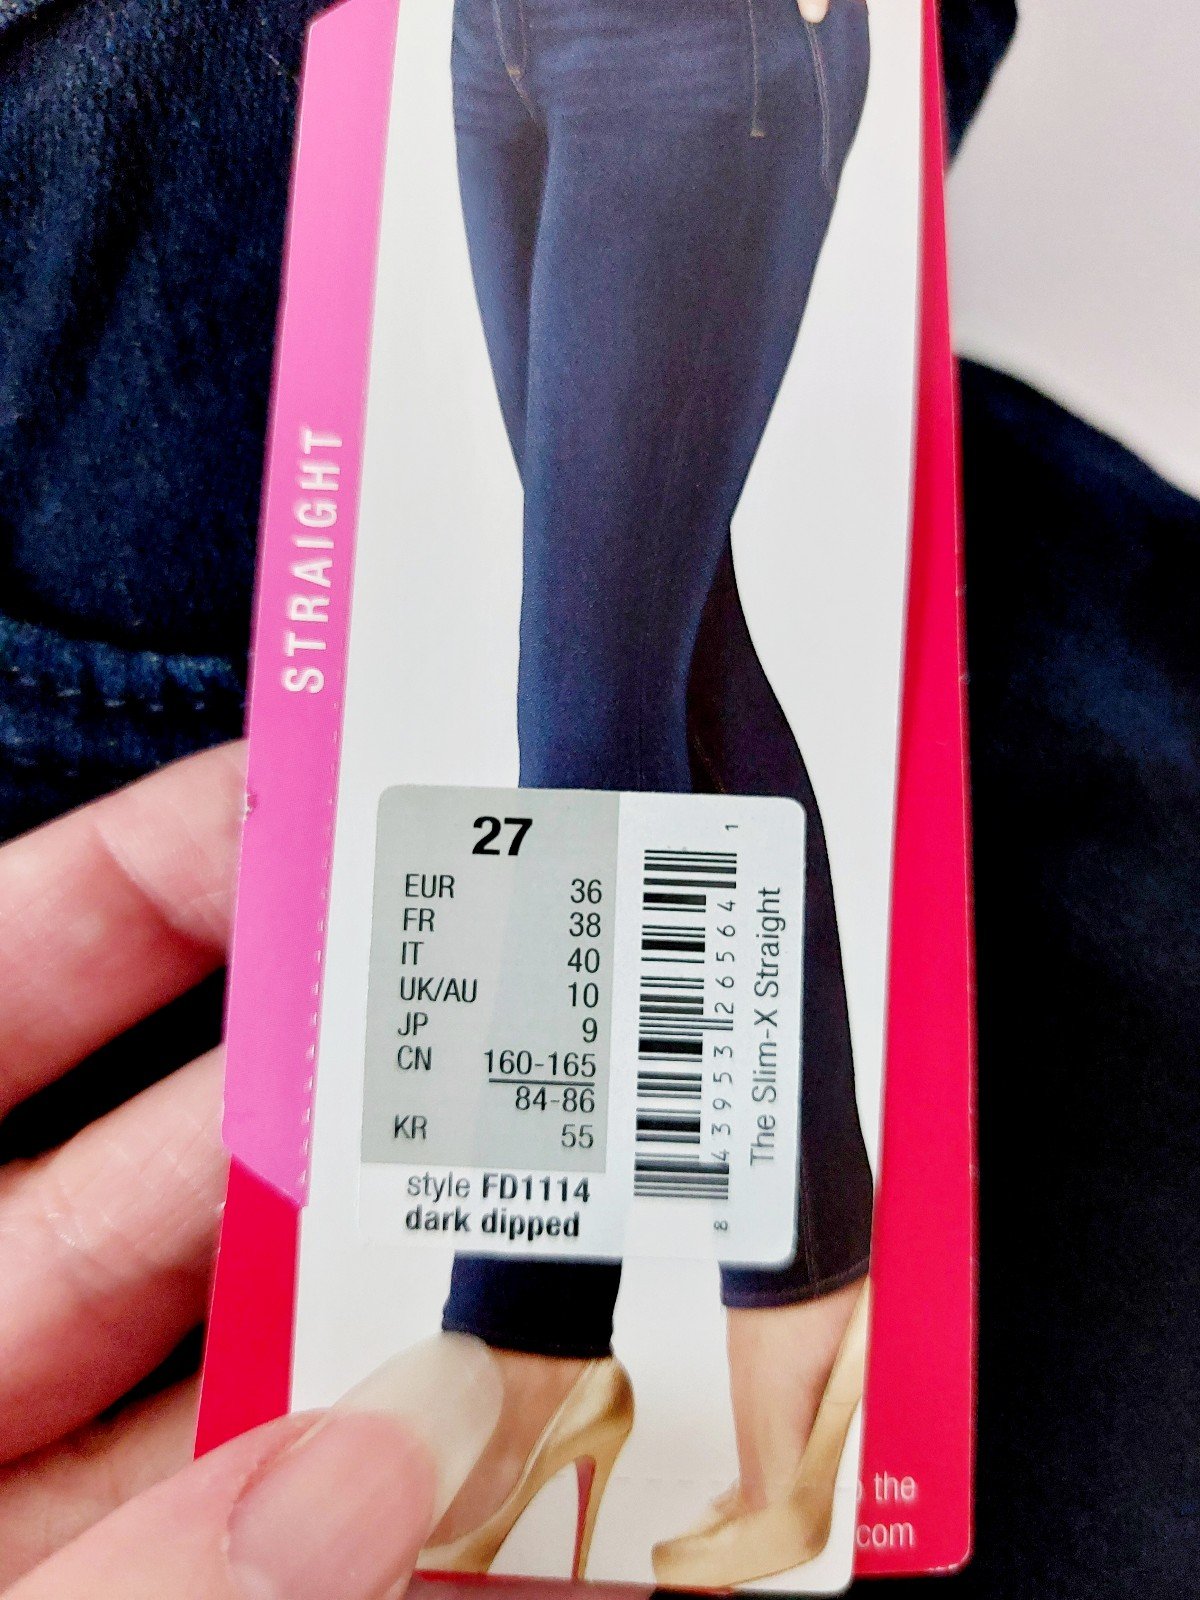 STRAIGHT
27
EUR 36
FR 38
IT 40
UK/AU 10
JP 9
CN 160-165
84-86
KR 55
style FD1114
dark dipped
8 43953 26564 1
The Slim-X Straight
the
com